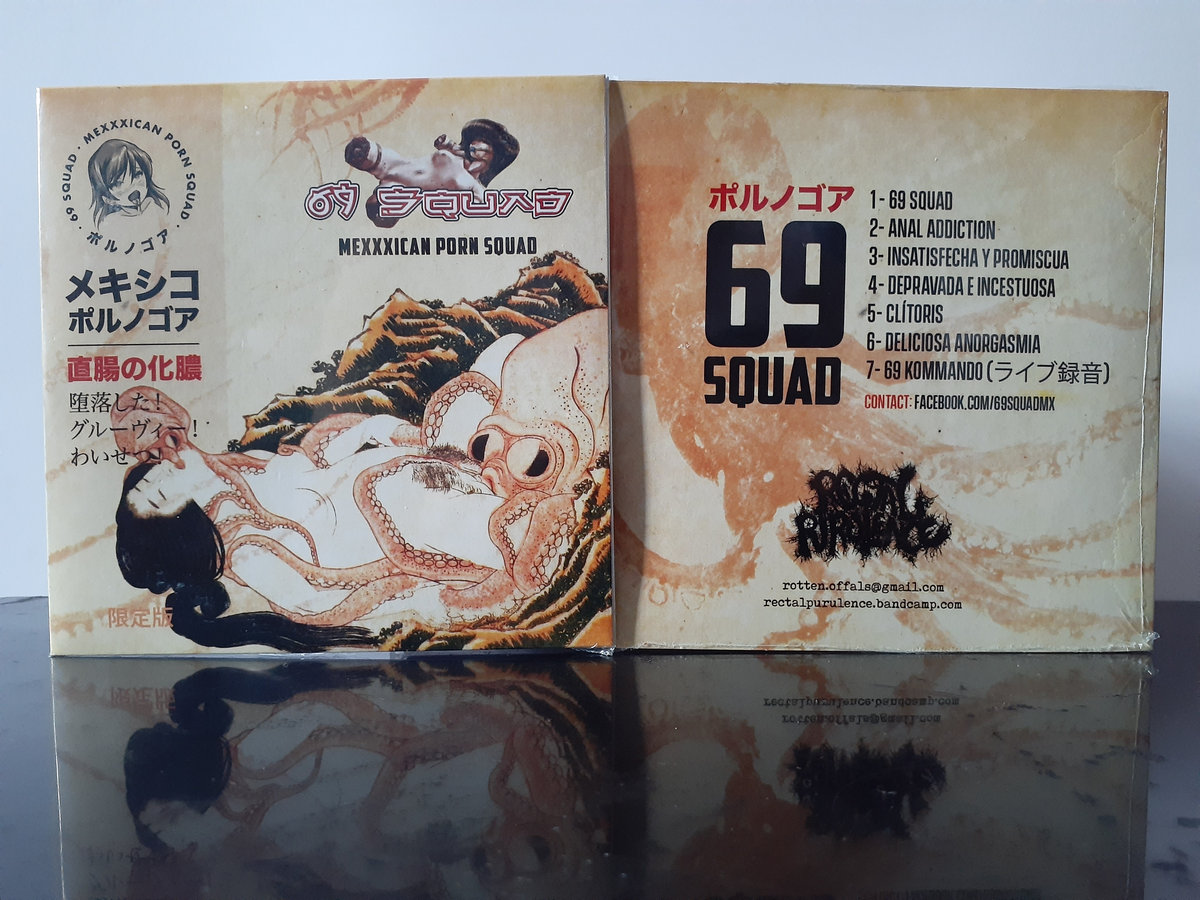 69 SQUAD · MEXXXICAN PORN SQUAD · ポルノゴア ·
メキシコ
ポルノゴア
直腸の化膿
堕落した!
グルーヴィー!
わいせつ!
限定版
69 SQUAD
MEXXXICAN PORN SQUAD
ポルノゴア
69
SQUAD
1- 69 SQUAD
2- ANAL ADDICTION
3- INSATISFECHA Y PROMISCUA
4- DEPRAVADA E INCESTUOSA
5- CLÍTORIS
6- DELICIOSA ANORGASMIA
7- 69 KOMMANDO (ライブ録音)
CONTACT: FACEBOOK.COM/69SQUADMX
RECTAL
PURULENCE
rotten.offals@gmail.com
rectalpurulence.bandcamp.com